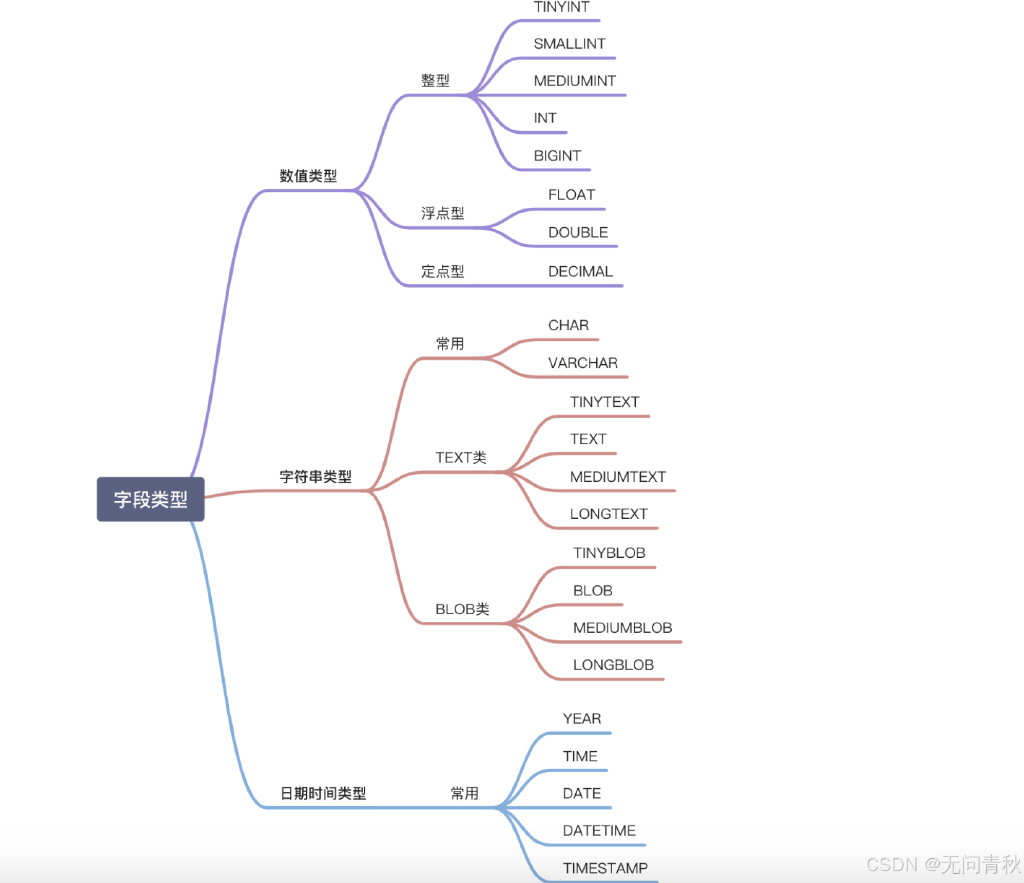 字段类型
数值类型
整型
TINYINT
SMALLINT
MEDIUMINT
INT
BIGINT
浮点型
FLOAT
DOUBLE
定点型
DECIMAL
字符串类型
常用
CHAR
VARCHAR
TEXT类
TINYTEXT
TEXT
MEDIUMTEXT
LONGTEXT
BLOB类
TINYBLOB
BLOB
MEDIUMBLOB
LONGBLOB
日期时间类型
常用
YEAR
TIME
DATE
DATETIME
TIMESTAMP
CSDN @无问青秋